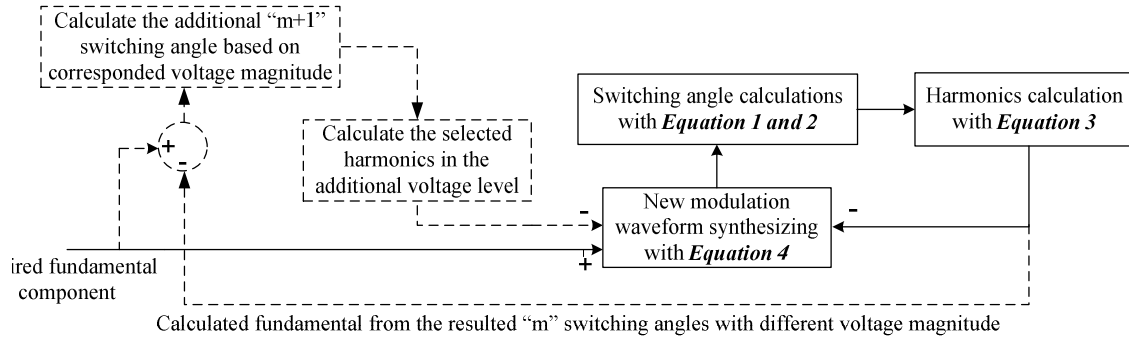 Calculate the additional “m+1”
switching angle based on
corresponded voltage magnitude
Switching angle calculations
with Equation 1 and 2
Harmonics calculation
with Equation 3
+
-
Calculate the selected
harmonics in the
additional voltage level
-
New modulation
waveform synthesizing
with Equation 4
-
+
ired fundamental
component
Calculated fundamental from the resulted “m” switching angles with different voltage magnitude